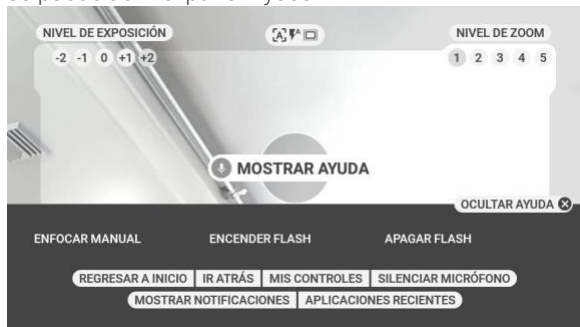 NIVEL DE EXPOSICIÓN
NIVEL DE ZOOM
-2 -1 0 +1 +2
1 2 3 4 5
MOSTRAR AYUDA
OCULTAR AYUDA
ENFOCAR MANUAL ENCENDER FLASH APAGAR FLASH
REGRESAR A INICIO IR ATRÁS MIS CONTROLES SILENCIAR MICRÓFONO
MOSTRAR NOTIFICACIONES APLICACIONES RECIENTES